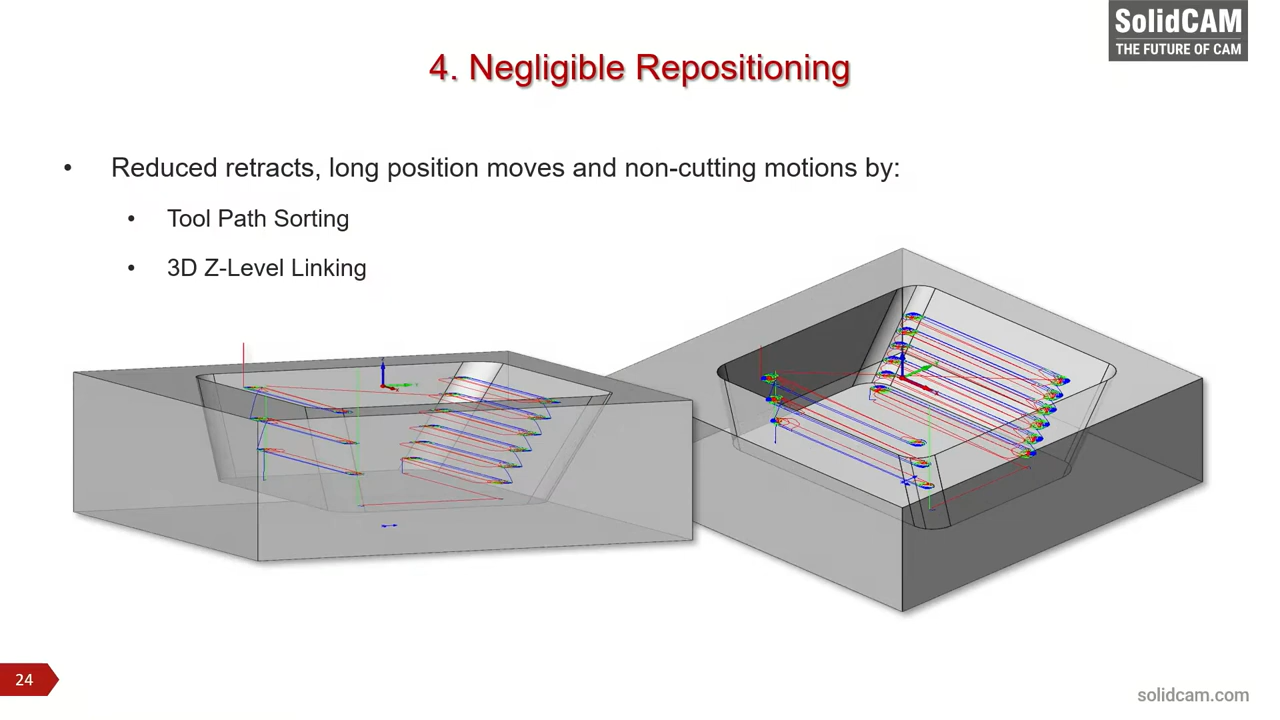 SolidCAM
THE FUTURE OF CAM
4. Negligible Repositioning
• Reduced retracts, long position moves and non-cutting motions by:
• Tool Path Sorting
• 3D Z-Level Linking
24
solidcam.com